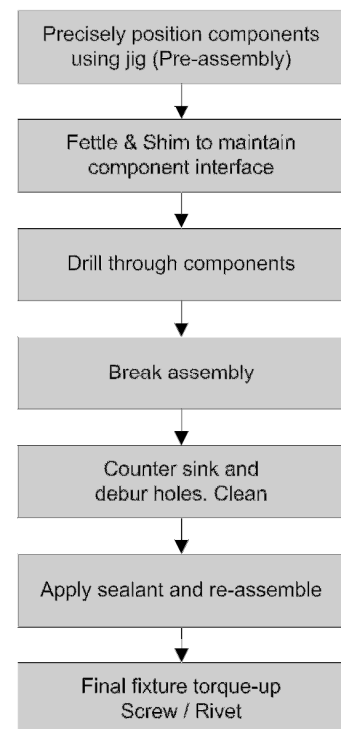 Precisely position components
using jig (Pre-assembly)
Fettle & Shim to maintain
component interface
Drill through components
Break assembly
Counter sink and
debur holes. Clean
Apply sealant and re-assemble
Final fixture torque-up
Screw / Rivet